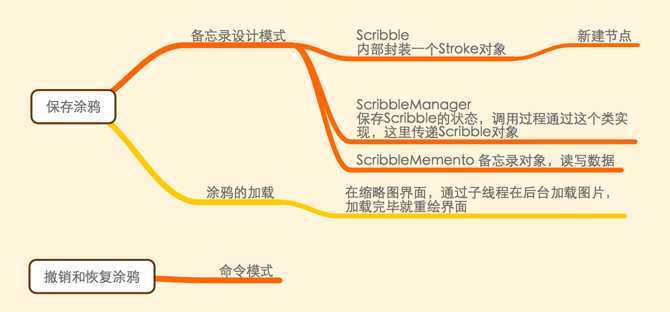 保存涂鸦
备忘录设计模式
Scribble
内部封装一个Stroke对象
新建节点
ScribbleManager
保存Scribble的状态，调用过程通过这个类实
现，这里传递Scribble对象
ScribbleMemento 备忘录对象，读写数据
涂鸦的加载
在缩略图界面，通过子线程在后台加载图片，
加载完毕就重绘界面
撤销和恢复涂鸦
命令模式